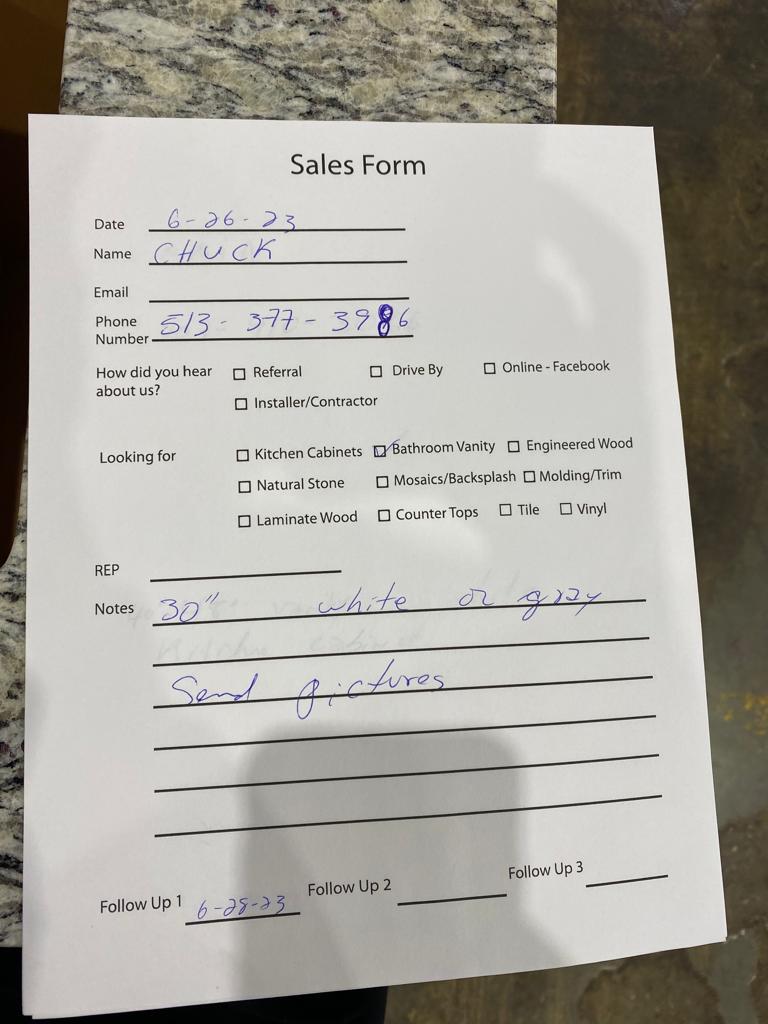 Sales Form
Date 6-26-23
Name CHUCK
Email
Phone Number 513-377-3986
How did you hear about us?
☐ Referral ☐ Drive By ☐ Online - Facebook
☐ Installer/Contractor
Looking for
☐ Kitchen Cabinets ☑ Bathroom Vanity ☐ Engineered Wood
☐ Natural Stone ☐ Mosaics/Backsplash ☐ Molding/Trim
☐ Laminate Wood ☐ Counter Tops ☐ Tile ☐ Vinyl
REP
Notes 30" white or gray
Send pictures
Follow Up 1 6-28-23 Follow Up 2 Follow Up 3